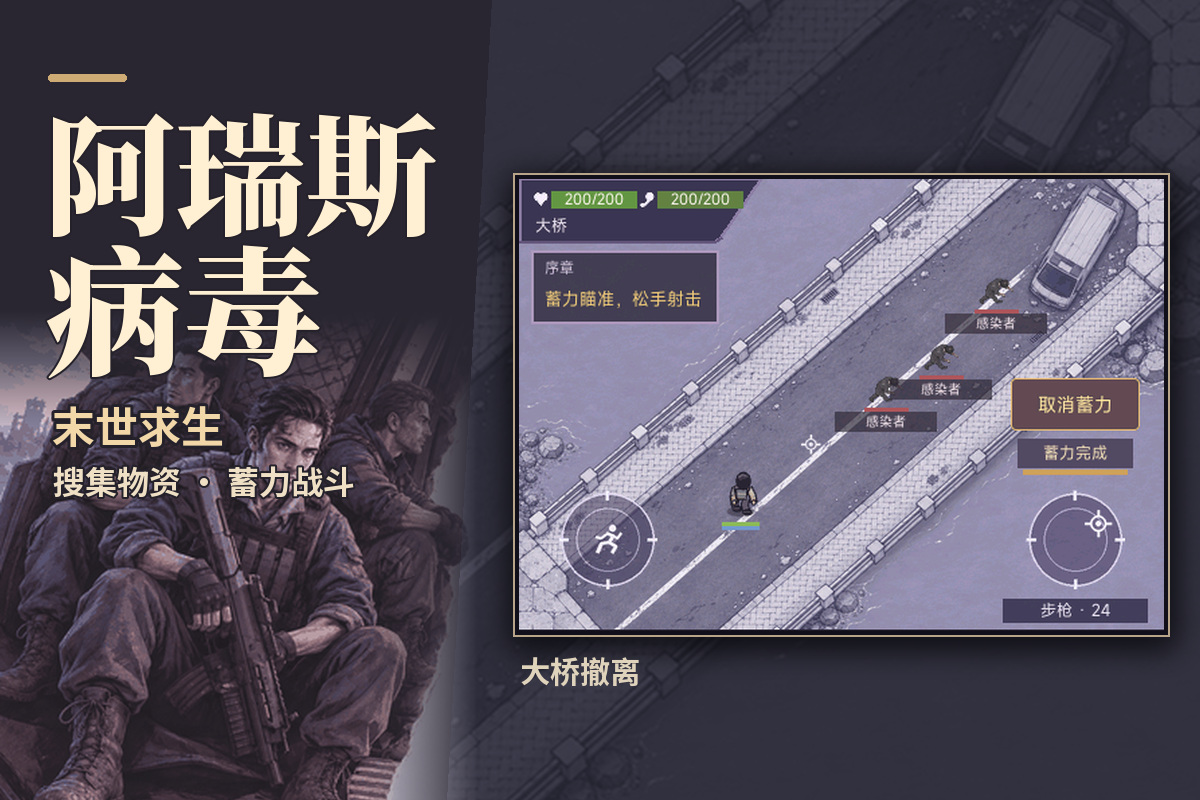 阿瑞斯
病毒
末世求生
搜集物资 · 蓄力战斗
200/200 200/200
大桥
序章
蓄力瞄准，松手射击
感染者
感染者
感染者
取消蓄力
蓄力完成
步枪 · 24
大桥撤离